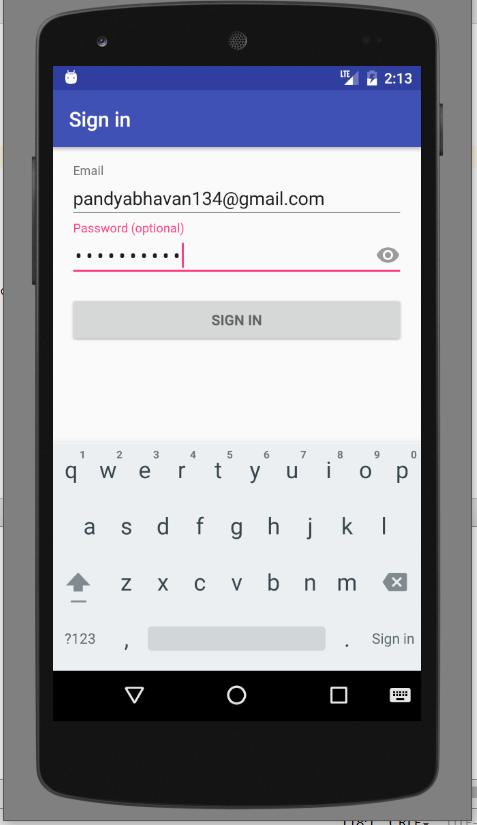 LTE 2:13
Sign in
Email
pandyabhavan134@gmail.com
Password (optional)
••••••••••
SIGN IN
1 2 3 4 5 6 7 8 9 0
q w e r t y u i o p
a s d f g h j k l
z x c v b n m
?123 , . Sign in